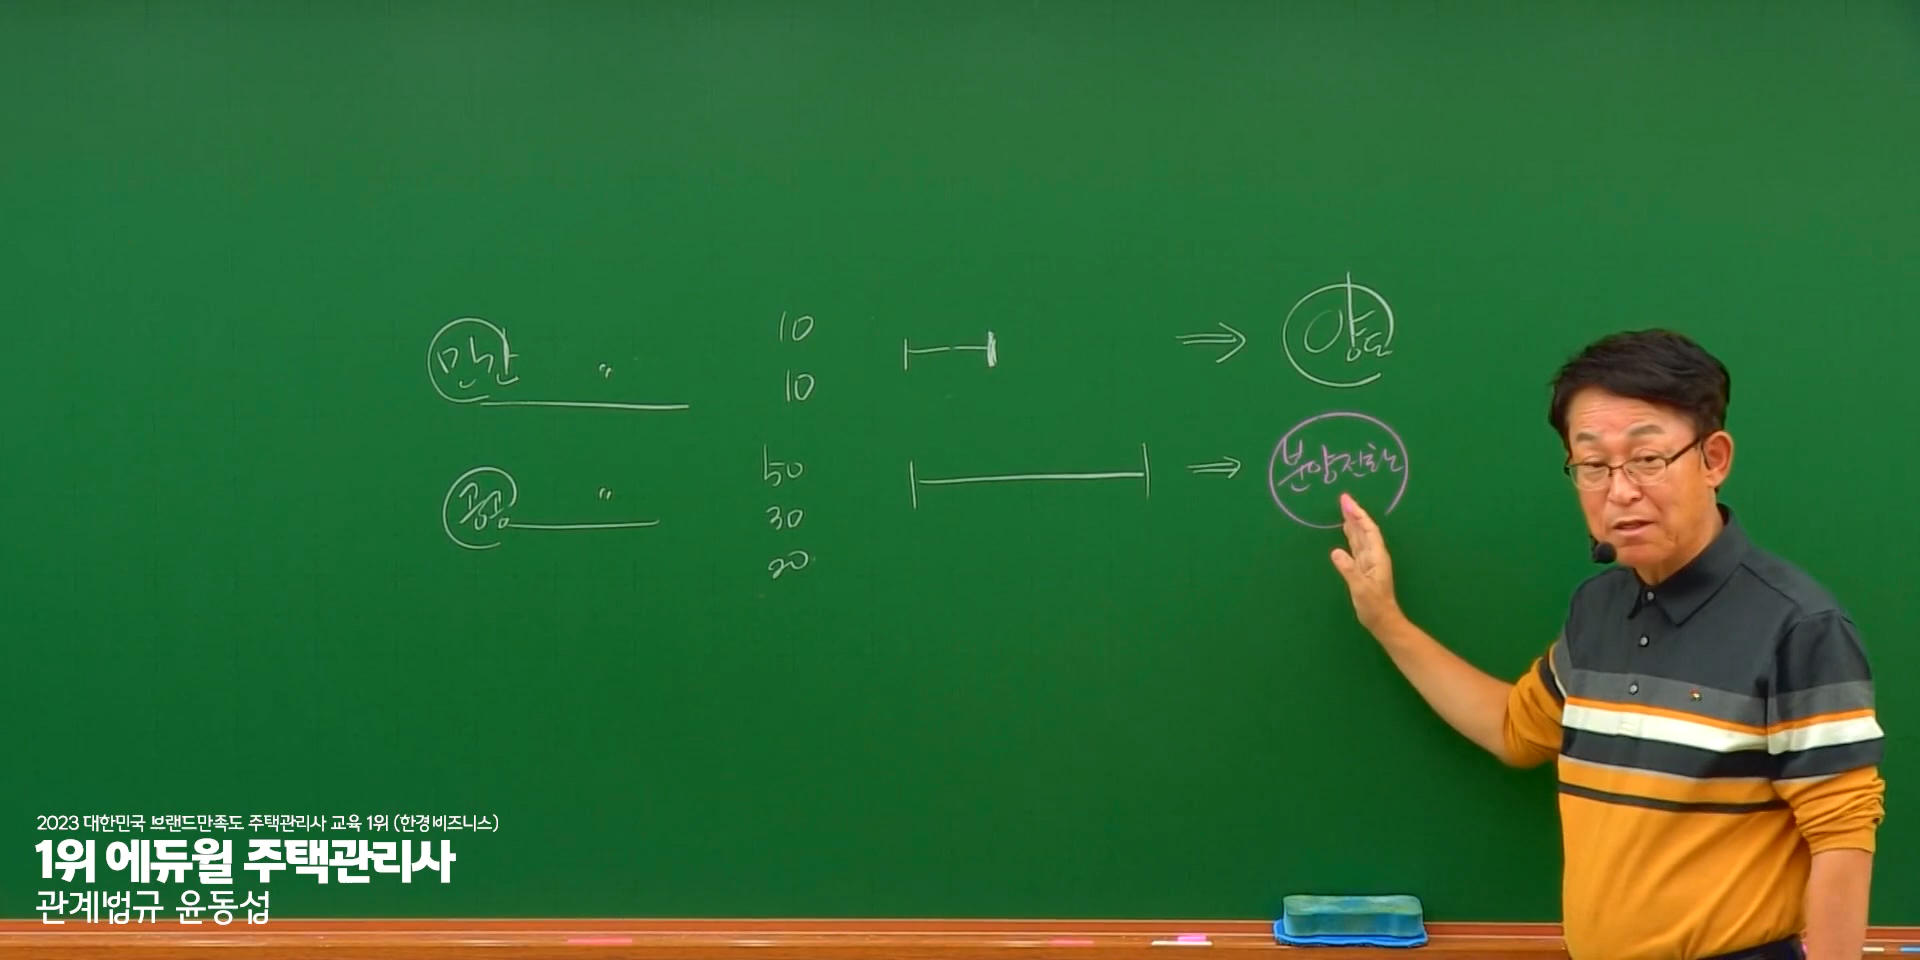 민간 〃 10 ⇒ 양도
10
공공 〃 50 ⇒ 분양전환
30
20
2023 대한민국 브랜드만족도 주택관리사 교육 1위 (한경비즈니스)
1위 에듀윌 주택관리사
관계법규 윤동섭